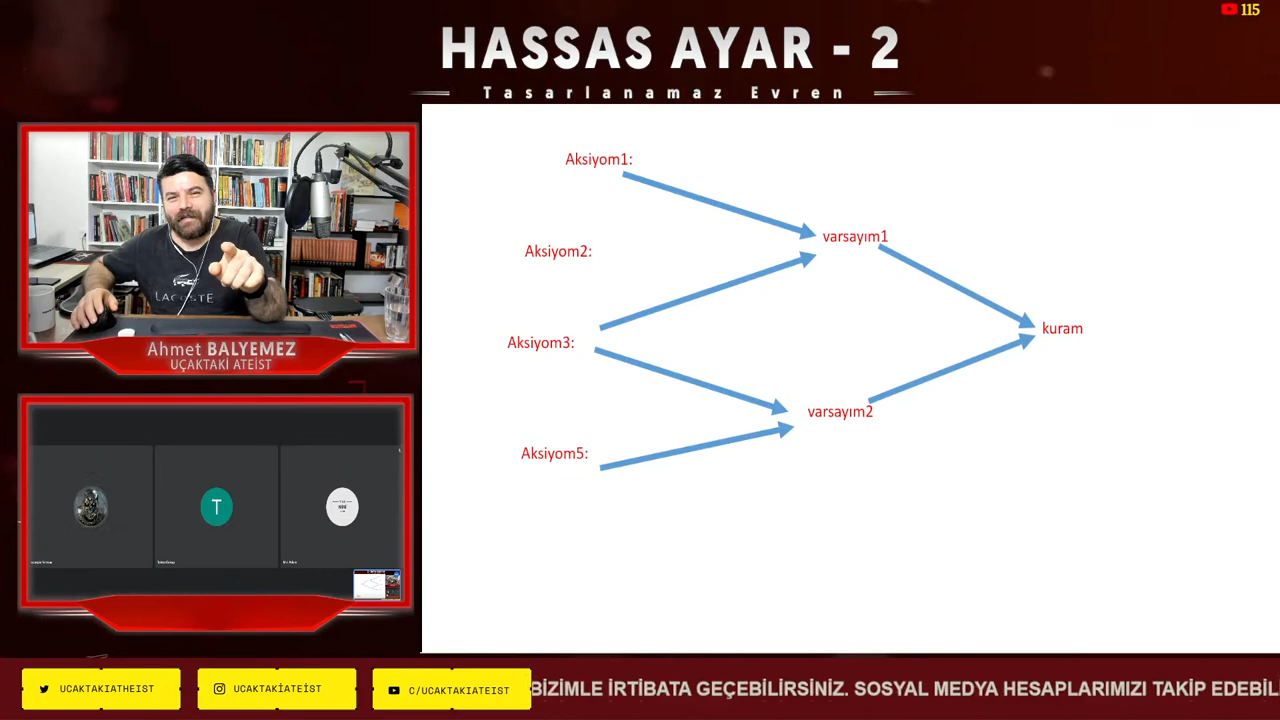 115
HASSAS AYAR - 2
Tasarlanamaz Evren
Aksiyom1:
varsayım1
Aksiyom2:
kuram
Aksiyom3:
varsayım2
Aksiyom5:
LACOSTE
Ahmet BALYEMEZ
UÇAKTAKİ ATEİST
T
UCAKTAKIATHEIST
UCAKTAKİATEİST
C/UCAKTAKIATEIST
BİZİMLE İRTİBATA GEÇEBİLİRSİNİZ. SOSYAL MEDYA HESAPLARIMIZI TAKİP EDEBİL